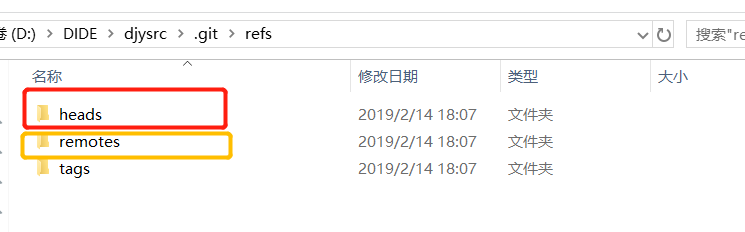 卷 (D:) > DIDE > djysrc > .git > refs 搜索"re
名称 修改日期 类型 大小
heads 2019/2/14 18:07 文件夹
remotes 2019/2/14 18:07 文件夹
tags 2019/2/14 18:07 文件夹